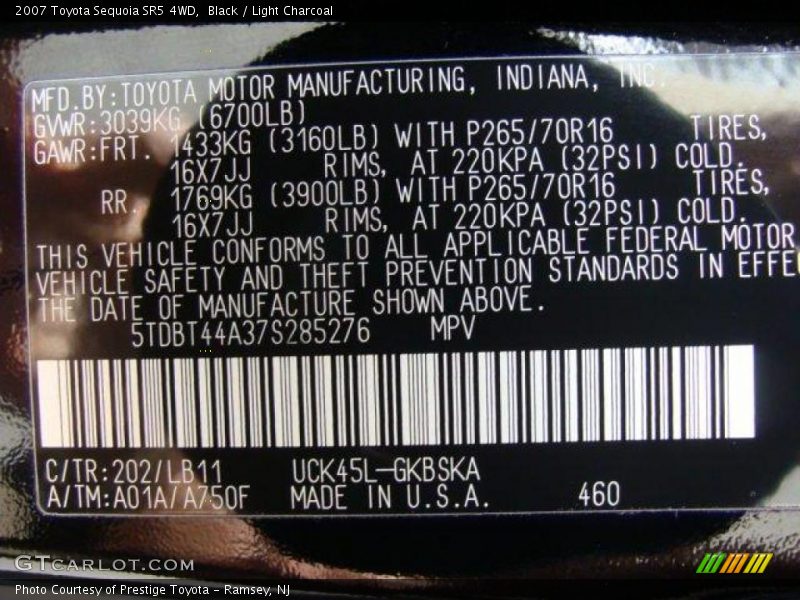 2007 Toyota Sequoia SR5 4WD, Black / Light Charcoal
MFD.BY:TOYOTA MOTOR MANUFACTURING, INDIANA, INC.
GVWR:3039KG (6700LB)
GAWR:FRT. 1433KG (3160LB) WITH P265/70R16 TIRES,
16X7JJ RIMS, AT 220KPA (32PSI) COLD.
RR. 1769KG (3900LB) WITH P265/70R16 TIRES,
16X7JJ RIMS, AT 220KPA (32PSI) COLD.
THIS VEHICLE CONFORMS TO ALL APPLICABLE FEDERAL MOTOR
VEHICLE SAFETY AND THEFT PREVENTION STANDARDS IN EFFE
THE DATE OF MANUFACTURE SHOWN ABOVE.
5TDBT44A37S285276 MPV
C/TR:202/LB11 UCK45L-GKBSKA
A/TM:A01A/A750F MADE IN U.S.A. 460
GTCARLOT.COM
Photo Courtesy of Prestige Toyota - Ramsey, NJ